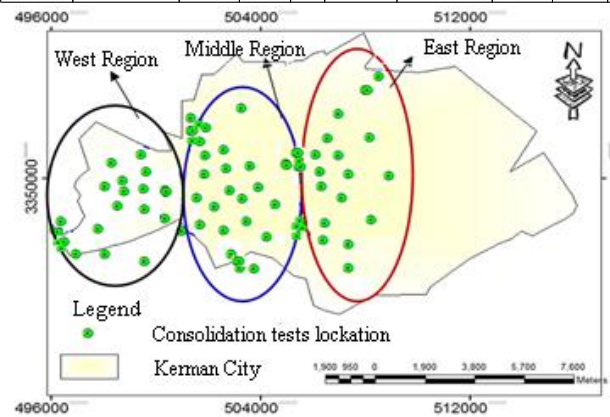 496000 504000 512000
West Region
Middle Region
East Region
N
3350000
3350000
Legend
Consolidation tests lockation
Kerman City
1,900 950 0 1,900 3,800 5,700 7,600
Meters
496000 504000 512000